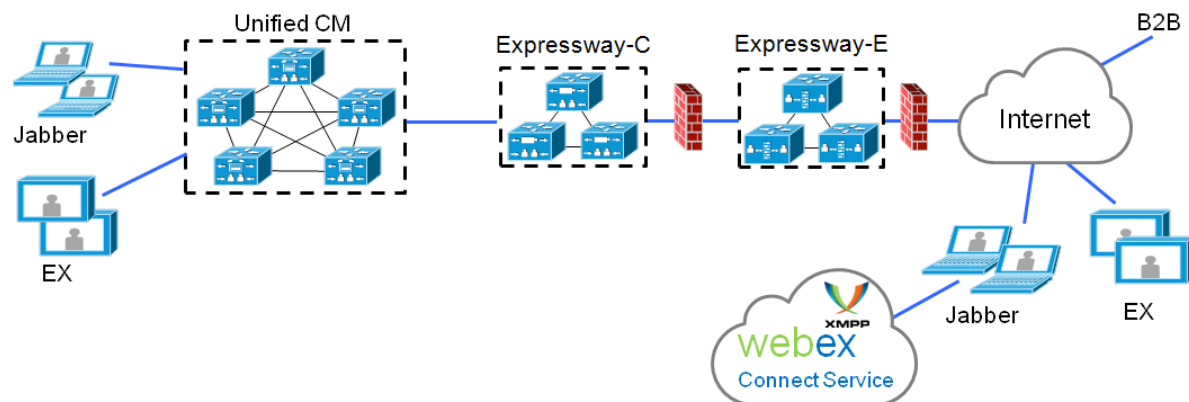 Unified CM
Expressway-C
Expressway-E
B2B
Jabber
Internet
EX
Jabber
EX
XMPP
webex
Connect Service